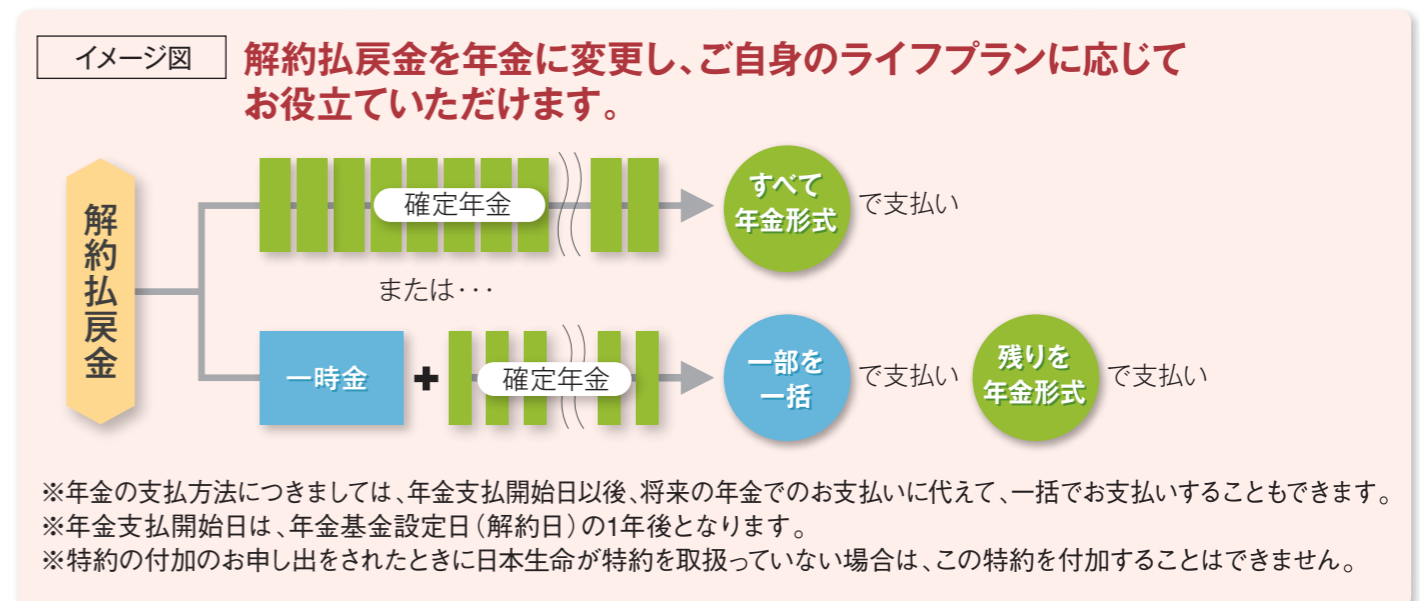 イメージ図
解約払戻金を年金に変更し、ご自身のライフプランに応じて
お役立ていただけます。
解約払戻金
確定年金
すべて
年金形式
で支払い
または・・・
一時金
+
確定年金
一部を
一括
で支払い
残りを
年金形式
で支払い
※年金の支払方法につきましては、年金支払開始日以後、将来の年金でのお支払いに代えて、一括でお支払いすることもできます。
※年金支払開始日は、年金基金設定日(解約日)の1年後となります。
※特約の付加のお申し出をされたときに日本生命が特約を取扱っていない場合は、この特約を付加することはできません。